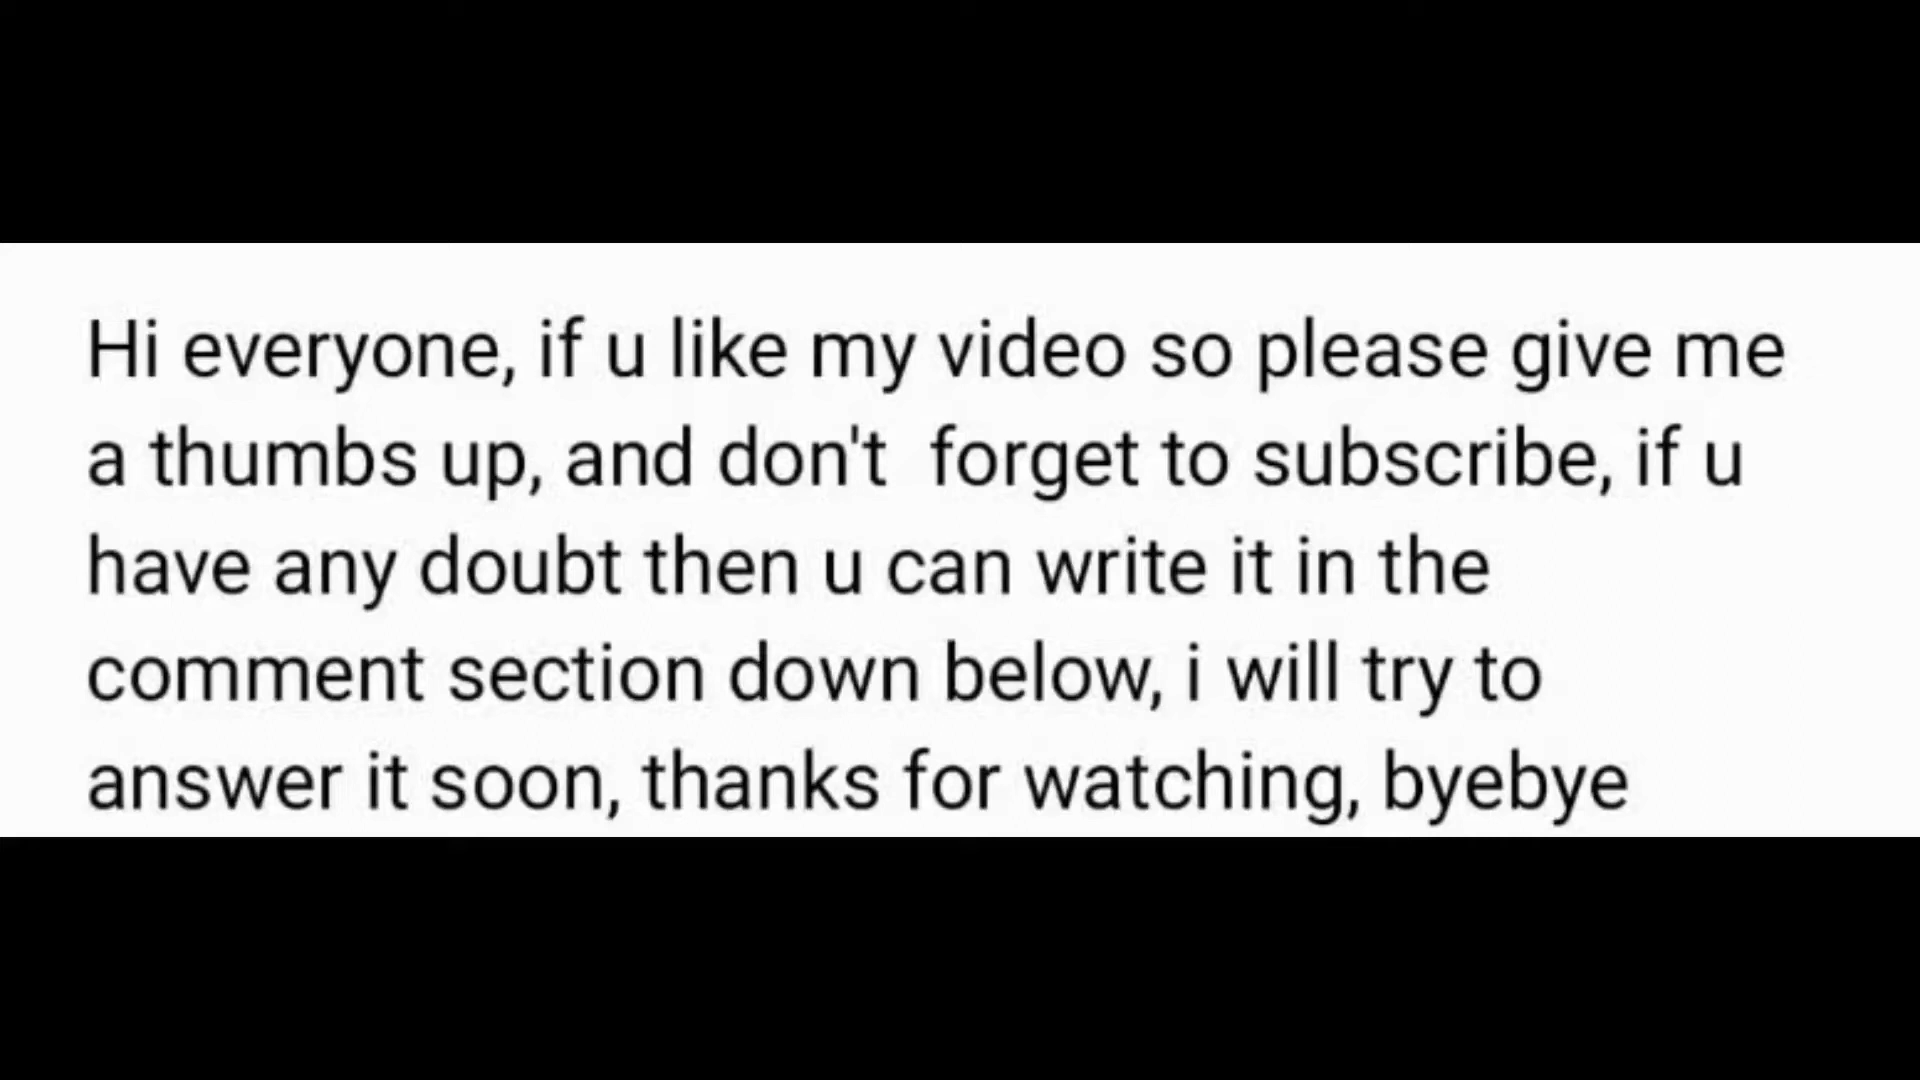 Hi everyone, if u like my video so please give me
a thumbs up, and don't  forget to subscribe, if u
have any doubt then u can write it in the
comment section down below, i will try to
answer it soon, thanks for watching, byebye